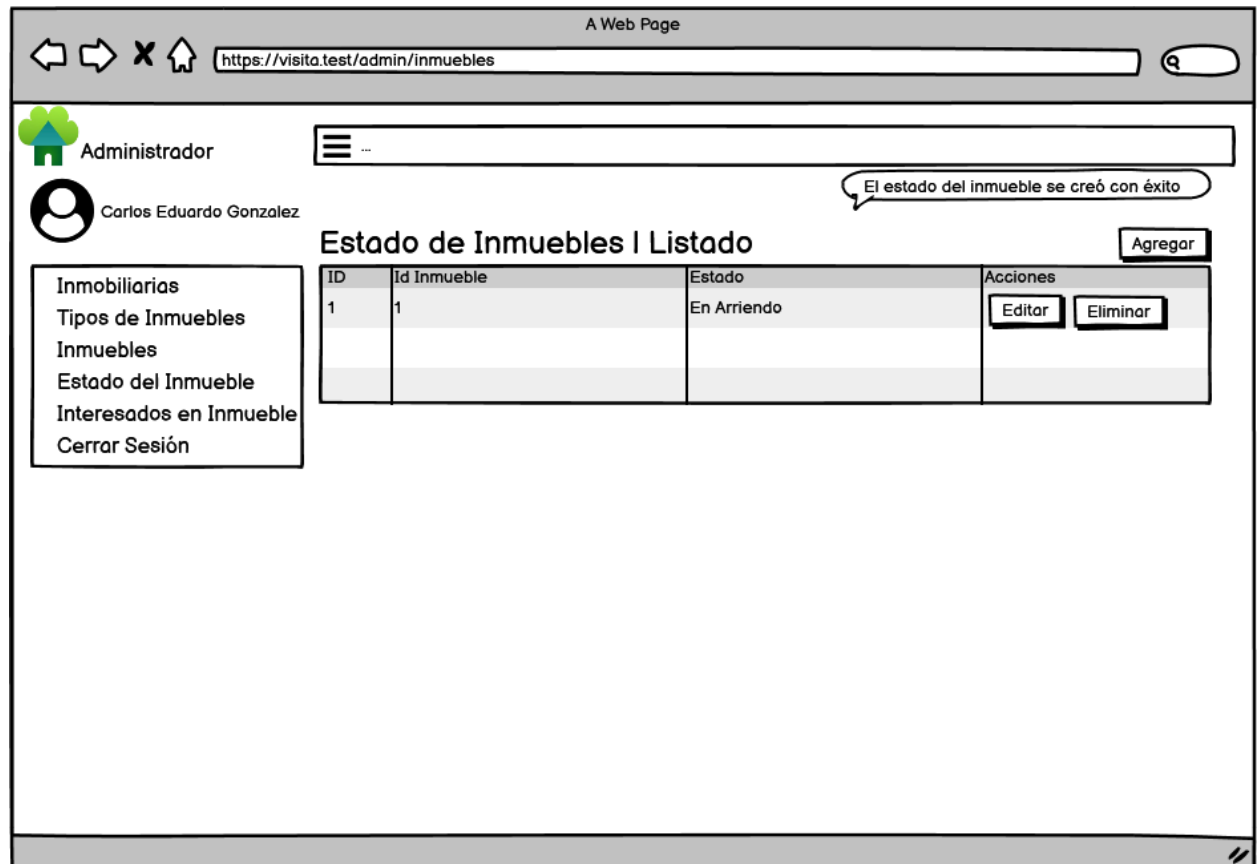 A Web Page
https://visita.test/admin/inmuebles
Administrador
...
El estado del inmueble se creó con éxito
Carlos Eduardo Gonzalez
Estado de Inmuebles | Listado
Agregar
ID Id Inmueble Estado Acciones
1 1 En Arriendo Editar Eliminar
Inmobiliarias
Tipos de Inmuebles
Inmuebles
Estado del Inmueble
Interesados en Inmueble
Cerrar Sesión